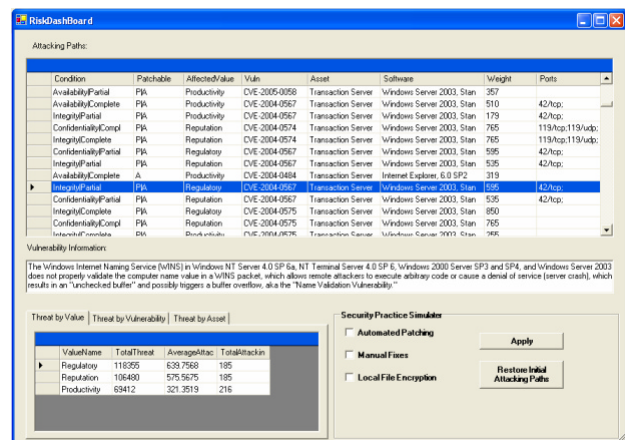 RiskDashBoard
Attacking Paths:
Condition Patchable AffectedValue Vuln Asset Software Weight Ports
Availability|Partial P|A Productivity CVE-2005-0058 Transaction Server Windows Server 2003, Stan 357
Availability|Complete P|A Productivity CVE-2004-0567 Transaction Server Windows Server 2003, Stan 510 42/tcp;
Integrity|Partial P|A Productivity CVE-2004-0567 Transaction Server Windows Server 2003, Stan 179 42/tcp;
Confidentiality|Compl P|A Reputation CVE-2004-0574 Transaction Server Windows Server 2003, Stan 765 119/tcp;119/udp;
Integrity|Complete P|A Reputation CVE-2004-0574 Transaction Server Windows Server 2003, Stan 765 119/tcp;119/udp;
Confidentiality|Partial P|A Regulatory CVE-2004-0567 Transaction Server Windows Server 2003, Stan 595 42/tcp;
Integrity|Partial P|A Reputation CVE-2004-0567 Transaction Server Windows Server 2003, Stan 535 42/tcp;
Availability|Complete A Productivity CVE-2004-0484 Transaction Server Internet Explorer, 6.0 SP2 319
Integrity|Partial P|A Regulatory CVE-2004-0567 Transaction Server Windows Server 2003, Stan 595 42/tcp;
Confidentiality|Partial P|A Reputation CVE-2004-0567 Transaction Server Windows Server 2003, Stan 535 42/tcp;
Integrity|Complete P|A Regulatory CVE-2004-0575 Transaction Server Windows Server 2003, Stan 850
Confidentiality|Compl P|A Reputation CVE-2004-0575 Transaction Server Windows Server 2003, Stan 765
Integrity|Complete P|A Productivity CVE-2004-0575 Transaction Server Windows Server 2003, Stan 255
Vulnerability Information:
The Windows Internet Naming Service (WINS) in Windows NT Server 4.0 SP 6a, NT Terminal Server 4.0 SP 6, Windows 2000 Server SP3 and SP4, and Windows Server 2003
does not properly validate the computer name value in a WINS packet, which allows remote attackers to execute arbitrary code or cause a denial of service (server crash), which
results in an "unchecked buffer" and possibly triggers a buffer overflow, aka the "Name Validation Vulnerability."
Threat by Value Threat by Vulnerability Threat by Asset
ValueName TotalThreat AverageAttac TotalAttackin
Regulatory 118355 639.7568 185
Reputation 106480 575.5675 185
Productivity 69412 321.3519 216
Security Practice Simulater
Automated Patching
Manual Fixes
Local File Encryption
Apply
Restore Initial
Attacking Paths